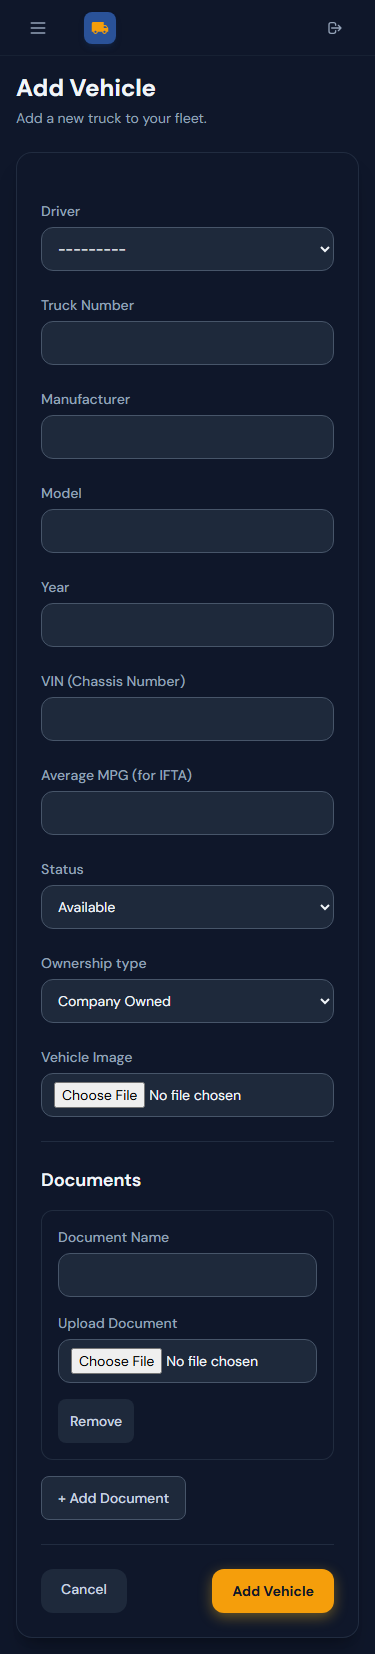 Add Vehicle
Add a new truck to your fleet.
Driver
---------
Truck Number
Manufacturer
Model
Year
VIN (Chassis Number)
Average MPG (for IFTA)
Status
Available
Ownership type
Company Owned
Vehicle Image
Choose File No file chosen
Documents
Document Name
Upload Document
Choose File No file chosen
Remove
+ Add Document
Cancel Add Vehicle